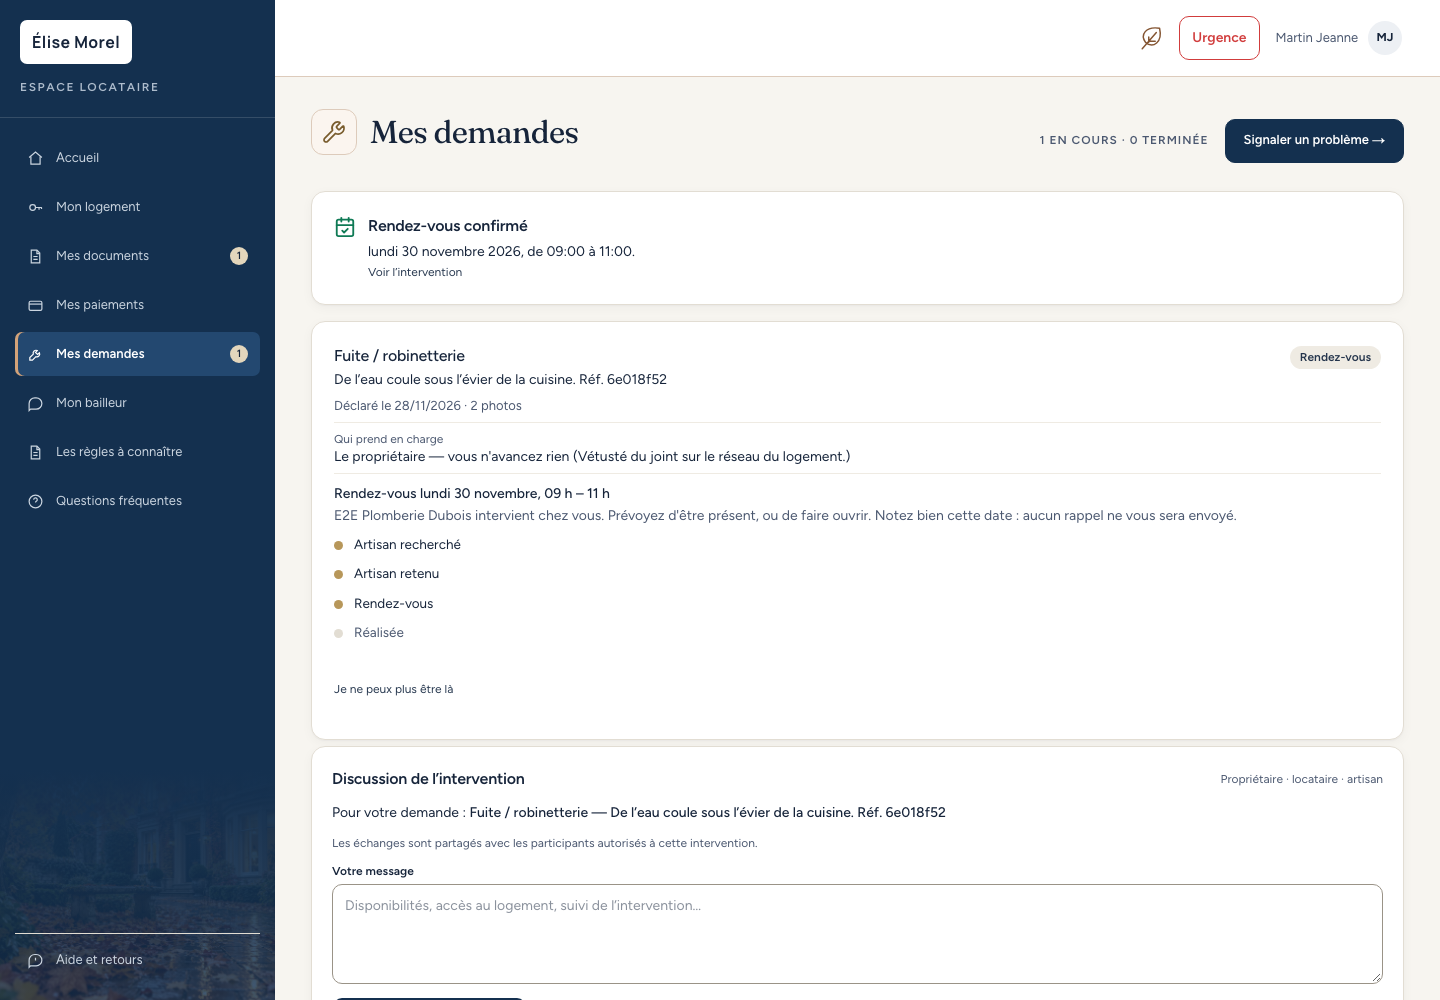 Élise Morel
ESPACE LOCATAIRE
Accueil
Mon logement
Mes documents 1
Mes paiements
Mes demandes 1
Mon bailleur
Les règles à connaître
Questions fréquentes
Aide et retours
Urgence
Martin Jeanne MJ
Mes demandes
1 EN COURS · 0 TERMINÉE
Signaler un problème →
Rendez-vous confirmé
lundi 30 novembre 2026, de 09:00 à 11:00.
Voir l’intervention
Fuite / robinetterie
Rendez-vous
De l’eau coule sous l’évier de la cuisine. Réf. 6e018f52
Déclaré le 28/11/2026 · 2 photos
Qui prend en charge
Le propriétaire — vous n'avancez rien (Vétusté du joint sur le réseau du logement.)
Rendez-vous lundi 30 novembre, 09 h – 11 h
E2E Plomberie Dubois intervient chez vous. Prévoyez d'être présent, ou de faire ouvrir. Notez bien cette date : aucun rappel ne vous sera envoyé.
Artisan recherché
Artisan retenu
Rendez-vous
Réalisée
Je ne peux plus être là
Discussion de l’intervention
Propriétaire · locataire · artisan
Pour votre demande : Fuite / robinetterie — De l’eau coule sous l’évier de la cuisine. Réf. 6e018f52
Les échanges sont partagés avec les participants autorisés à cette intervention.
Votre message
Disponibilités, accès au logement, suivi de l’intervention…